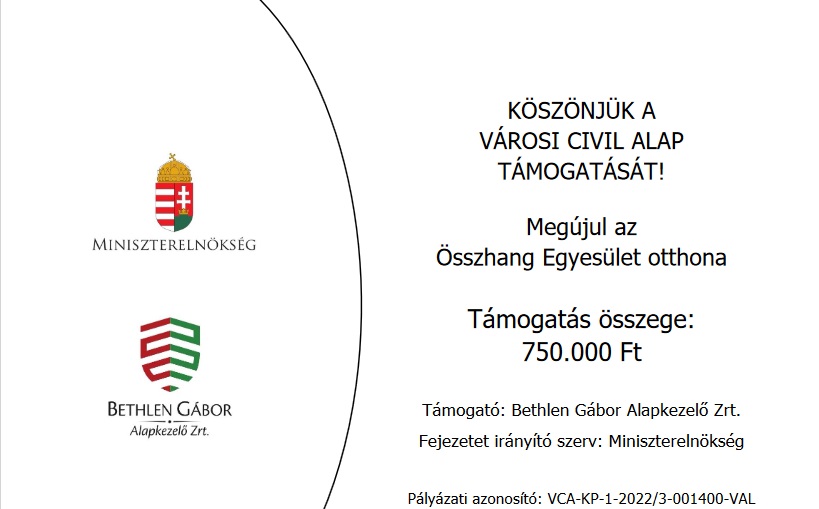 MINISZTERELNÖKSÉG
BETHLEN GÁBOR
Alapkezelő Zrt.
KÖSZÖNJÜK A
VÁROSI CIVIL ALAP
TÁMOGATÁSÁT!
Megújul az
Összhang Egyesület otthona
Támogatás összege:
750.000 Ft
Támogató: Bethlen Gábor Alapkezelő Zrt.
Fejezetet irányító szerv: Miniszterelnökség
Pályázati azonosító: VCA-KP-1-2022/3-001400-VAL